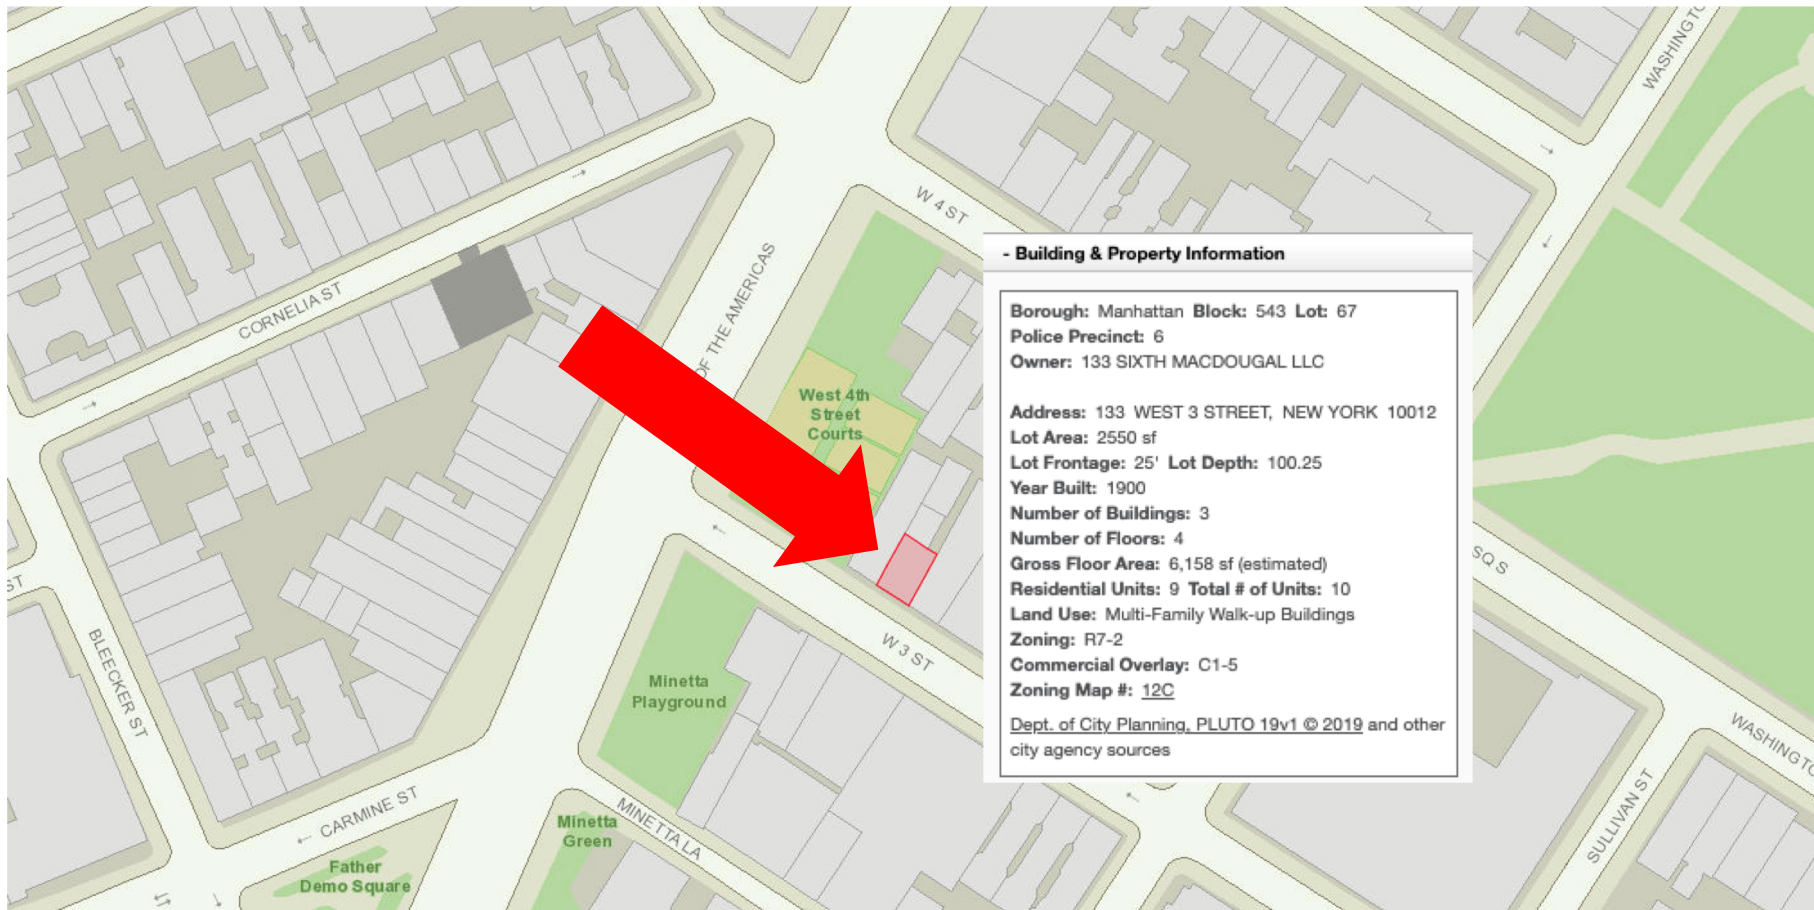 WASHINGTO
W 4 ST
OF THE AMERICAS
CORNELIA ST
West 4th
Street
Courts
- Building & Property Information
Borough: Manhattan Block: 543 Lot: 67
Police Precinct: 6
Owner: 133 SIXTH MACDOUGAL LLC
Address: 133 WEST 3 STREET, NEW YORK 10012
Lot Area: 2550 sf
Lot Frontage: 25' Lot Depth: 100.25
Year Built: 1900
Number of Buildings: 3
Number of Floors: 4
Gross Floor Area: 6,158 sf (estimated)
Residential Units: 9 Total # of Units: 10
Land Use: Multi-Family Walk-up Buildings
Zoning: R7-2
Commercial Overlay: C1-5
Zoning Map #: 12C
Dept. of City Planning, PLUTO 19v1 © 2019 and other
city agency sources
SQ S
ST
BLEECKER ST
W 3 ST
Minetta
Playground
WASHINGTO
CARMINE ST
Minetta
Green
MINETTA LA
SULLIVAN ST
Father
Demo Square